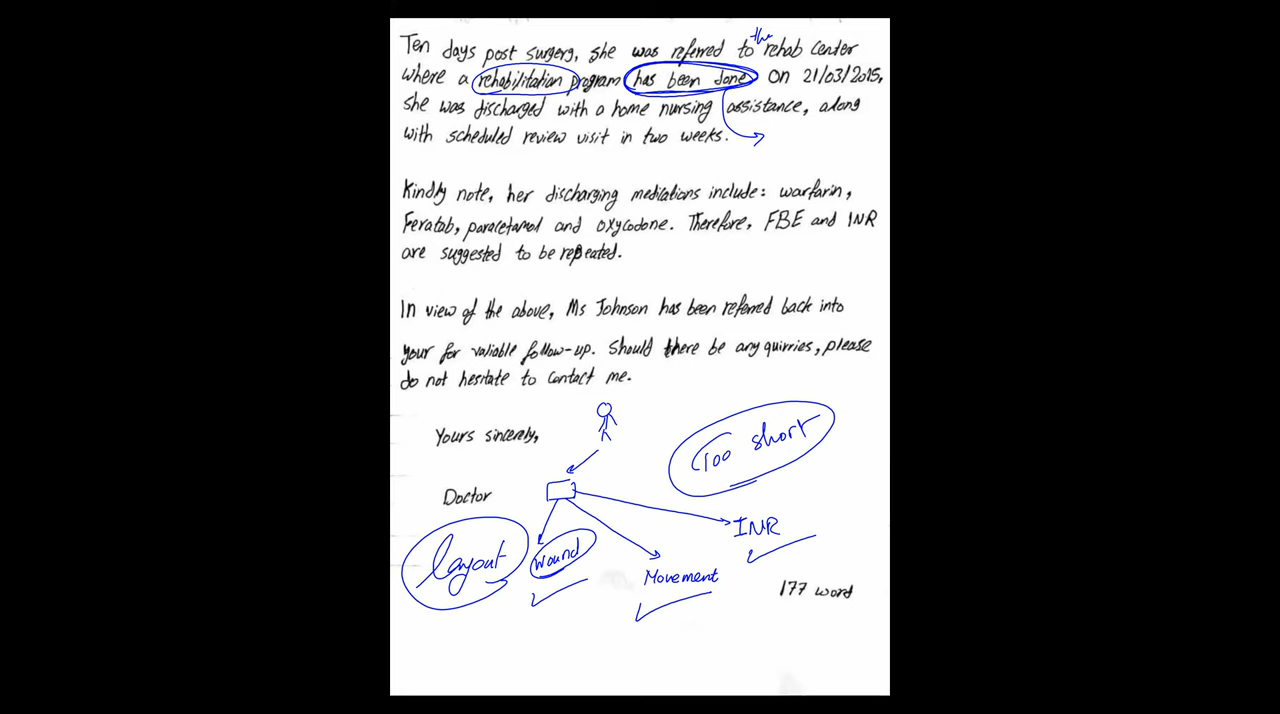 Ten days post surgery, she was referred to the rehab center
where a rehabilitation program has been done on 21/03/2015,
she was discharged with a home nursing assistance, along
with scheduled review visit in two weeks.
Kindly note, her discharging medications include: warfarin,
Feratab, paracetamol and oxycodone. Therefore, FBE and INR
are suggested to be repeated.
In view of the above, Ms Johnson has been referred back into
your for valiable follow-up. Should there be any quirries, please
do not hesitate to contact me.
Yours sincerely,
Too short
Doctor
INR
layout
wound
Movement
177 word